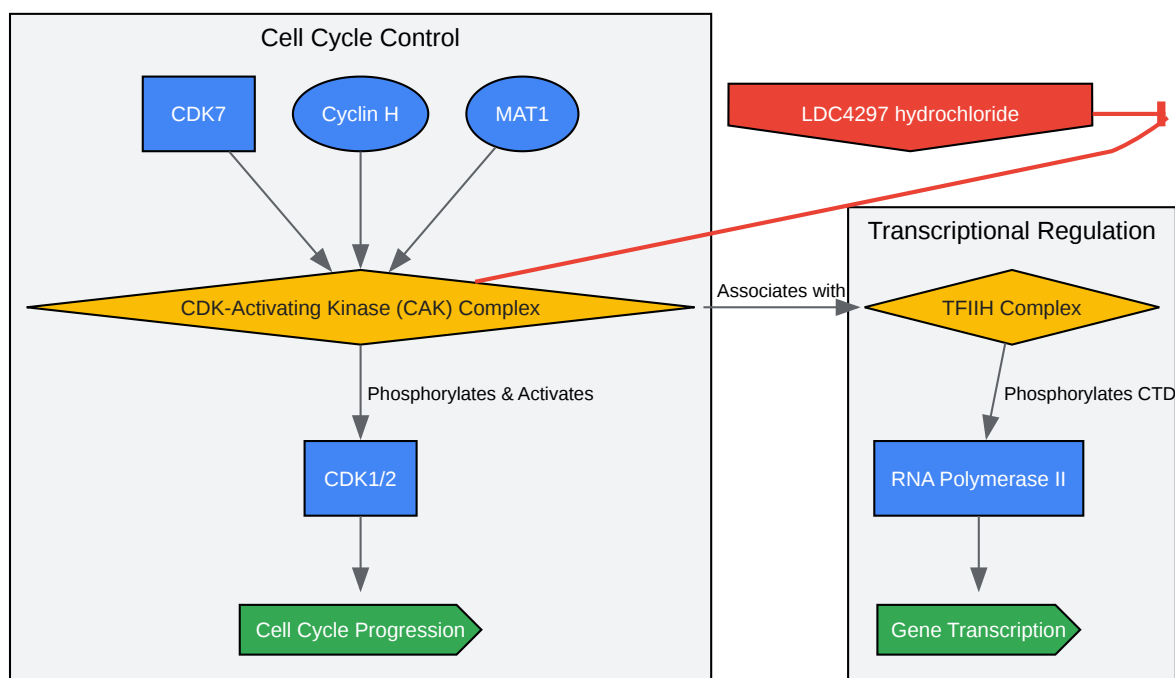 Cell Cycle Control
CDK7
Cyclin H
MAT1
LDC4297 hydrochloride
Transcriptional Regulation
CDK-Activating Kinase (CAK) Complex
Associates with
TFIIH Complex
Phosphorylates & Activates
Phosphorylates CTD
CDK1/2
RNA Polymerase II
Cell Cycle Progression
Gene Transcription